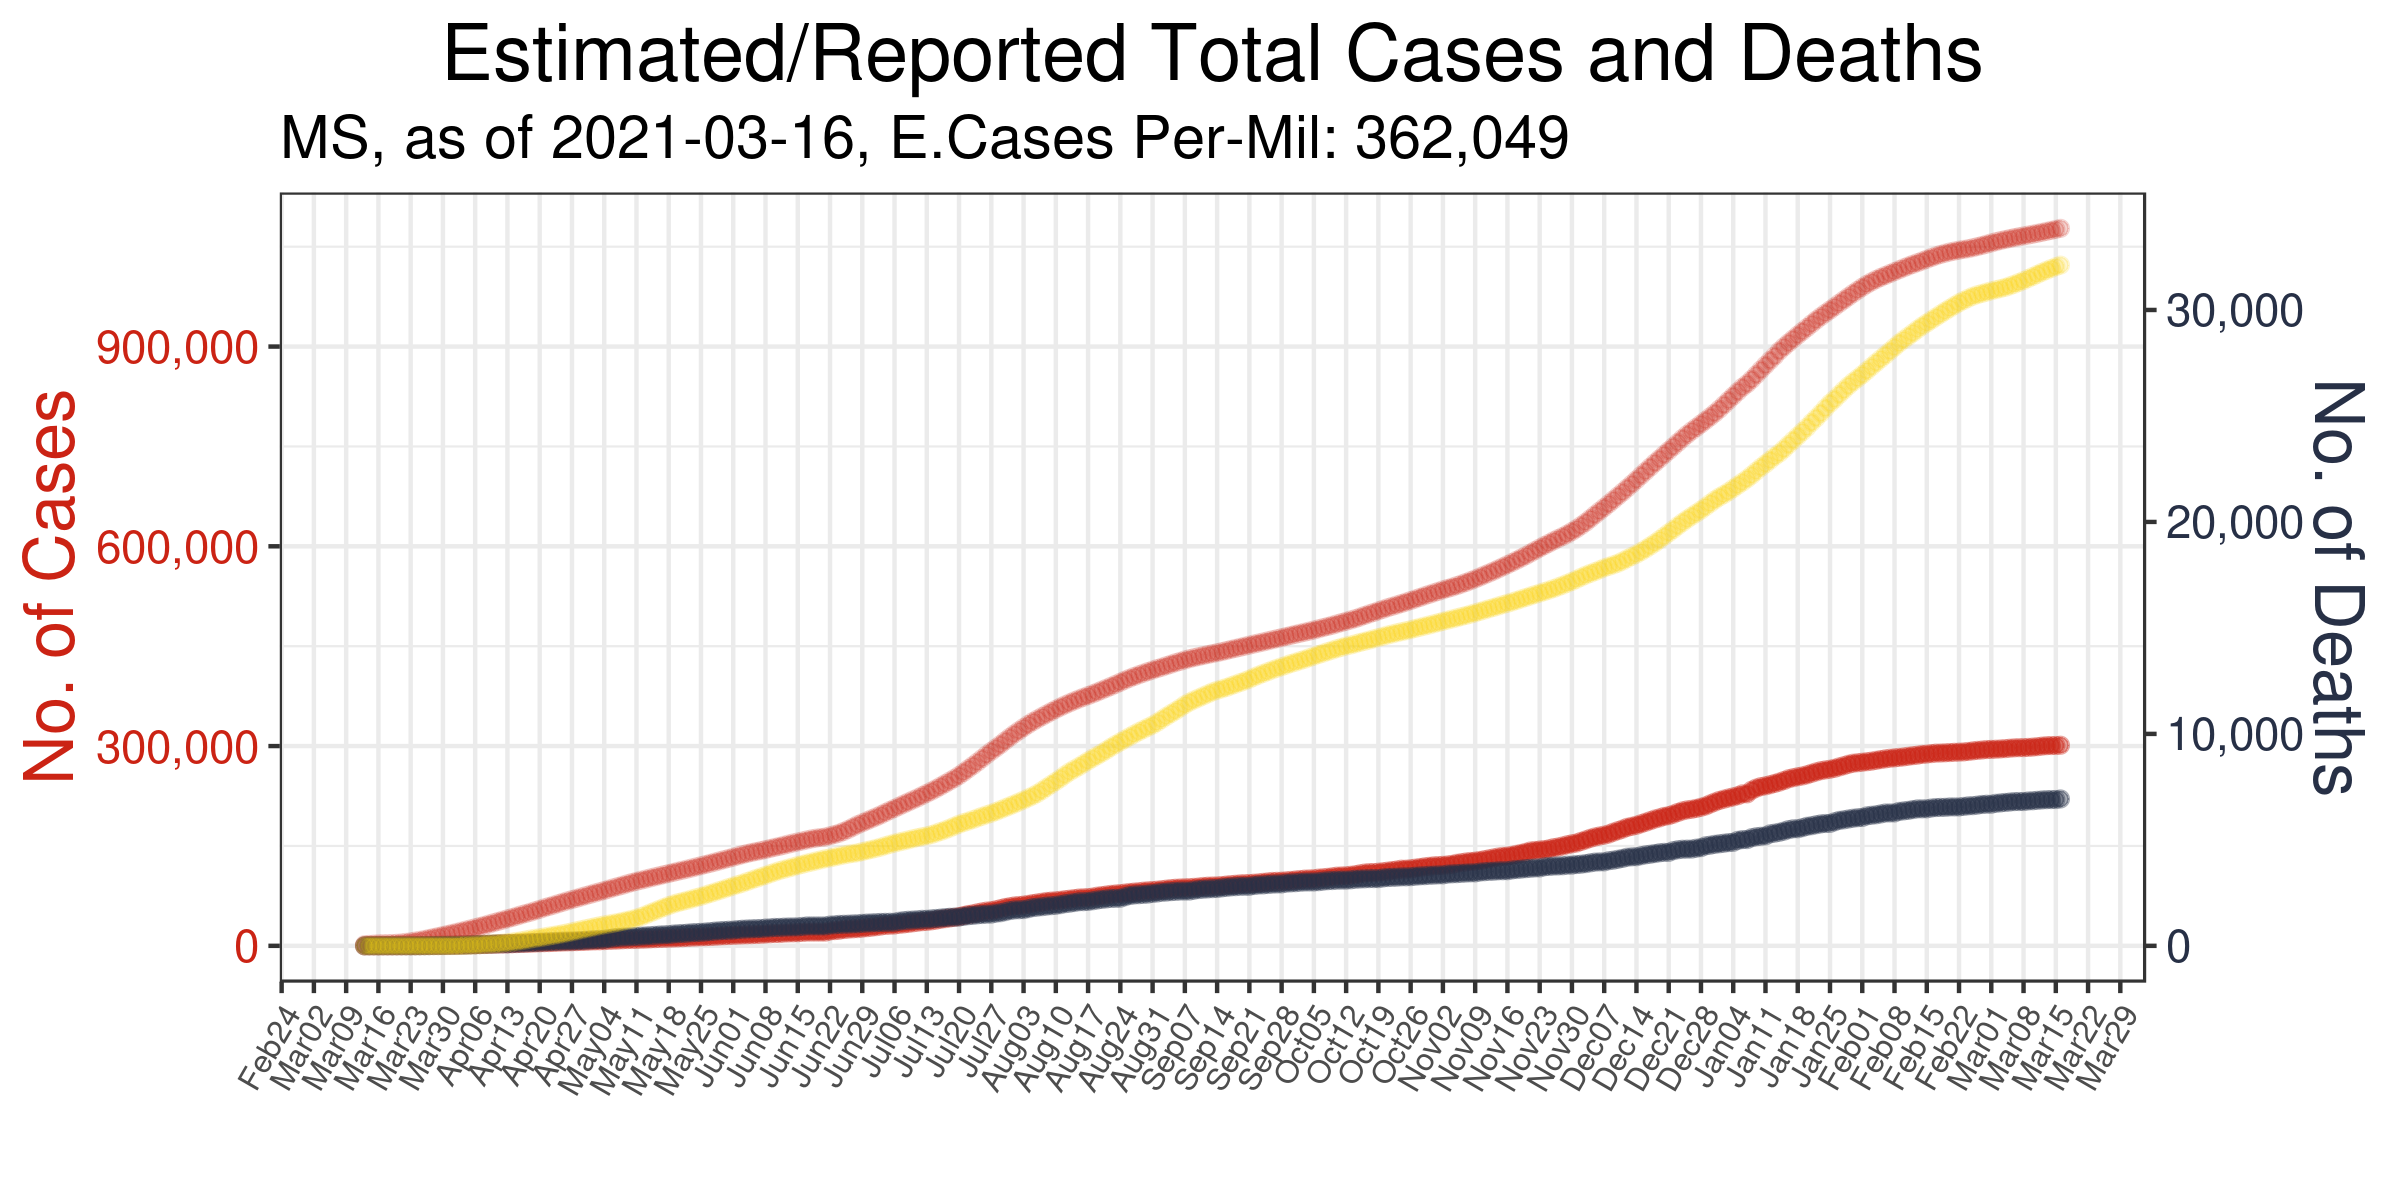 Estimated/Reported Total Cases and Deaths
MS, as of 2021-03-16, E.Cases Per-Mil: 362,049
No. of Cases
900,000
600,000
300,000
0
30,000
20,000
10,000
0
No. of Deaths
Feb24
Mar02
Mar09
Mar16
Mar23
Mar30
Apr06
Apr13
Apr20
Apr27
May04
May11
May18
May25
Jun01
Jun08
Jun15
Jun22
Jun29
Jul06
Jul13
Jul20
Jul27
Aug03
Aug10
Aug17
Aug24
Aug31
Sep07
Sep14
Sep21
Sep28
Oct05
Oct12
Oct19
Oct26
Nov02
Nov09
Nov16
Nov23
Nov30
Dec07
Dec14
Dec21
Dec28
Jan04
Jan11
Jan18
Jan25
Feb01
Feb08
Feb15
Feb22
Mar01
Mar08
Mar15
Mar22
Mar29